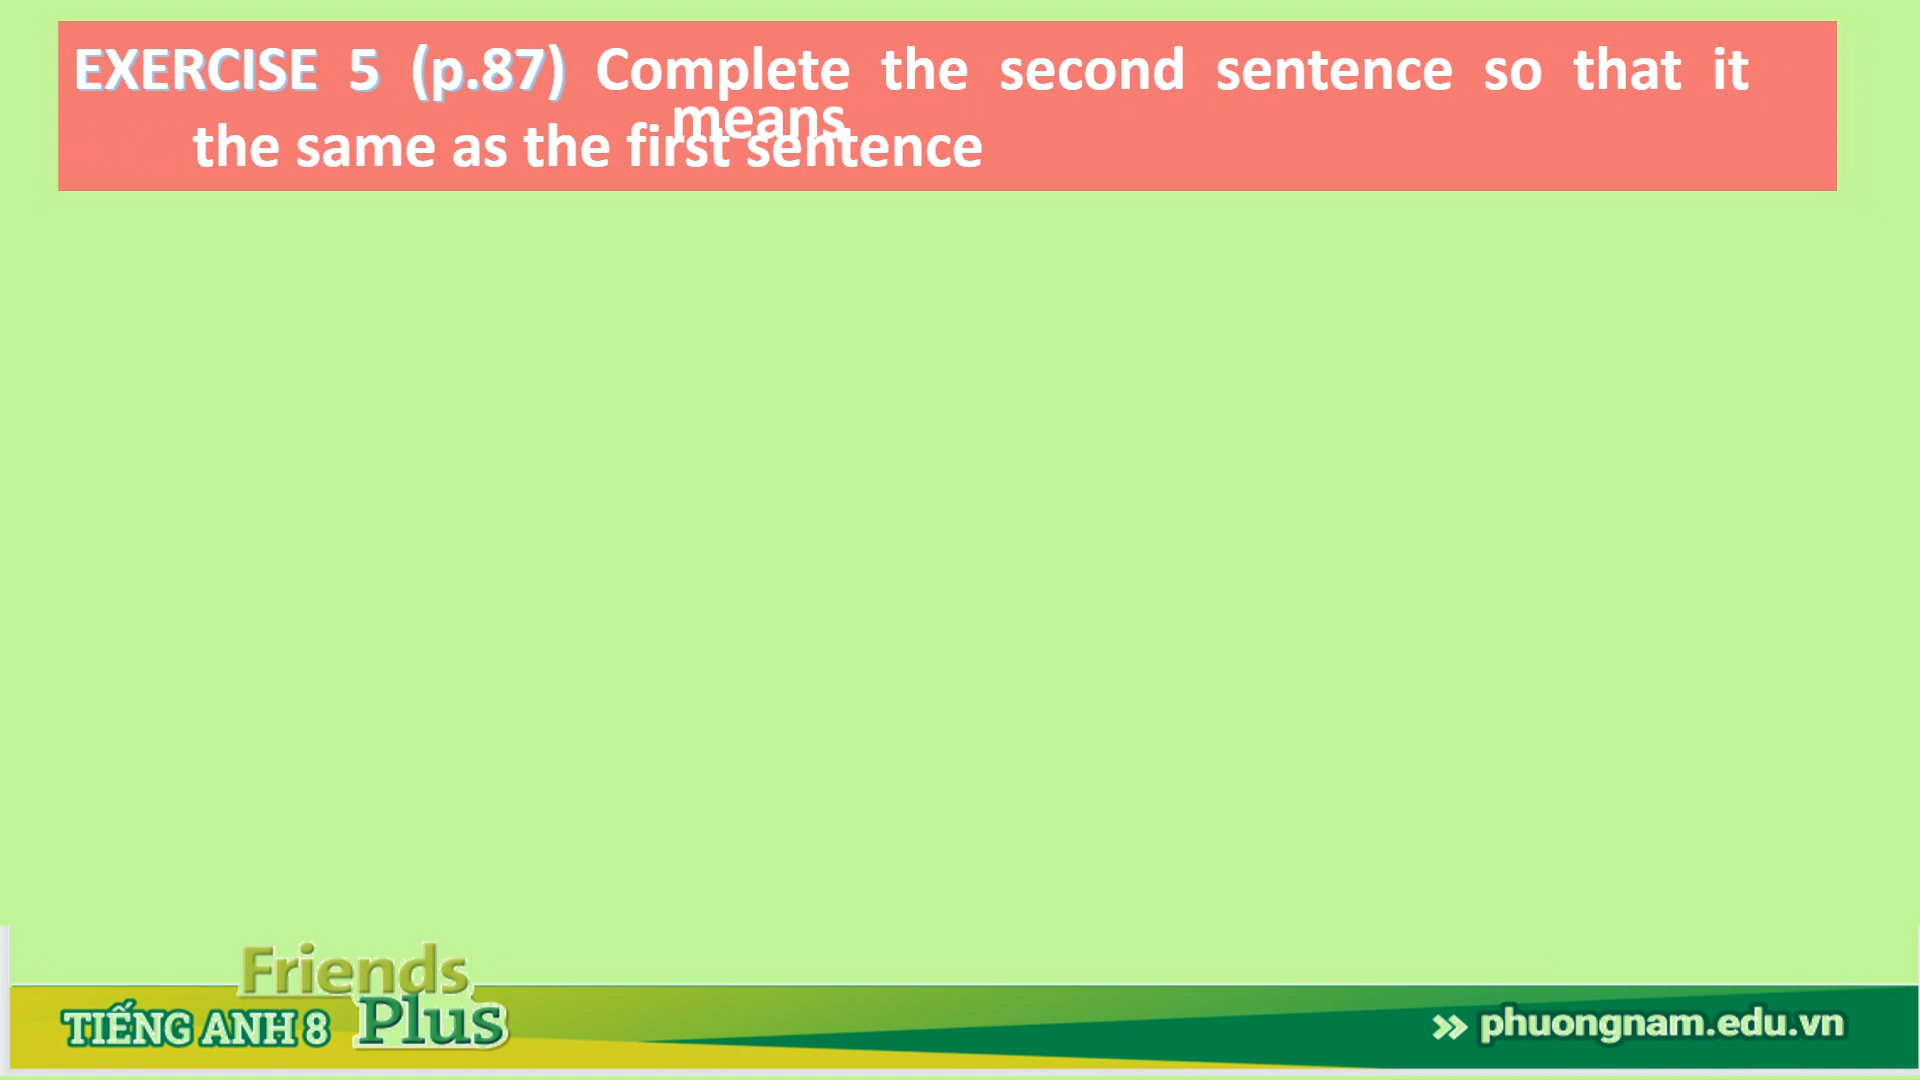 EXERCISE 5 (p.87) Complete the second sentence so that it
means
the same as the first sentence
Friends
TIẾNG ANH 8 Plus
>> phuongnam.edu.vn